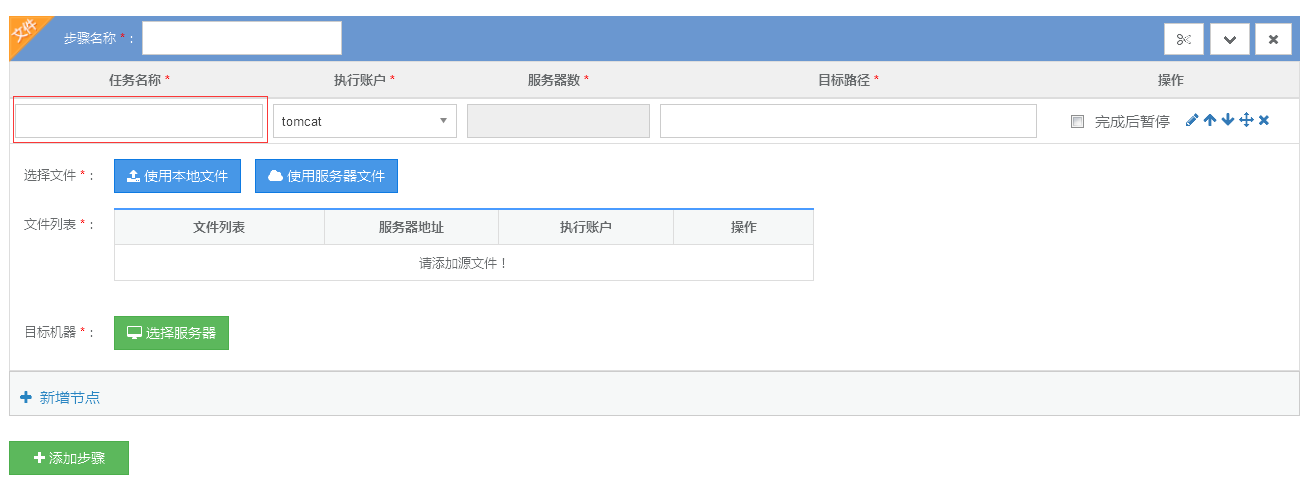 文件
步骤名称 * :
任务名称 * 执行账户 * 服务器数 * 目标路径 * 操作
tomcat 完成后暂停
选择文件 * : 使用本地文件 使用服务器文件
文件列表 * : 文件列表 服务器地址 执行账户 操作
请添加源文件！
目标机器 * : 选择服务器
新增节点
添加步骤